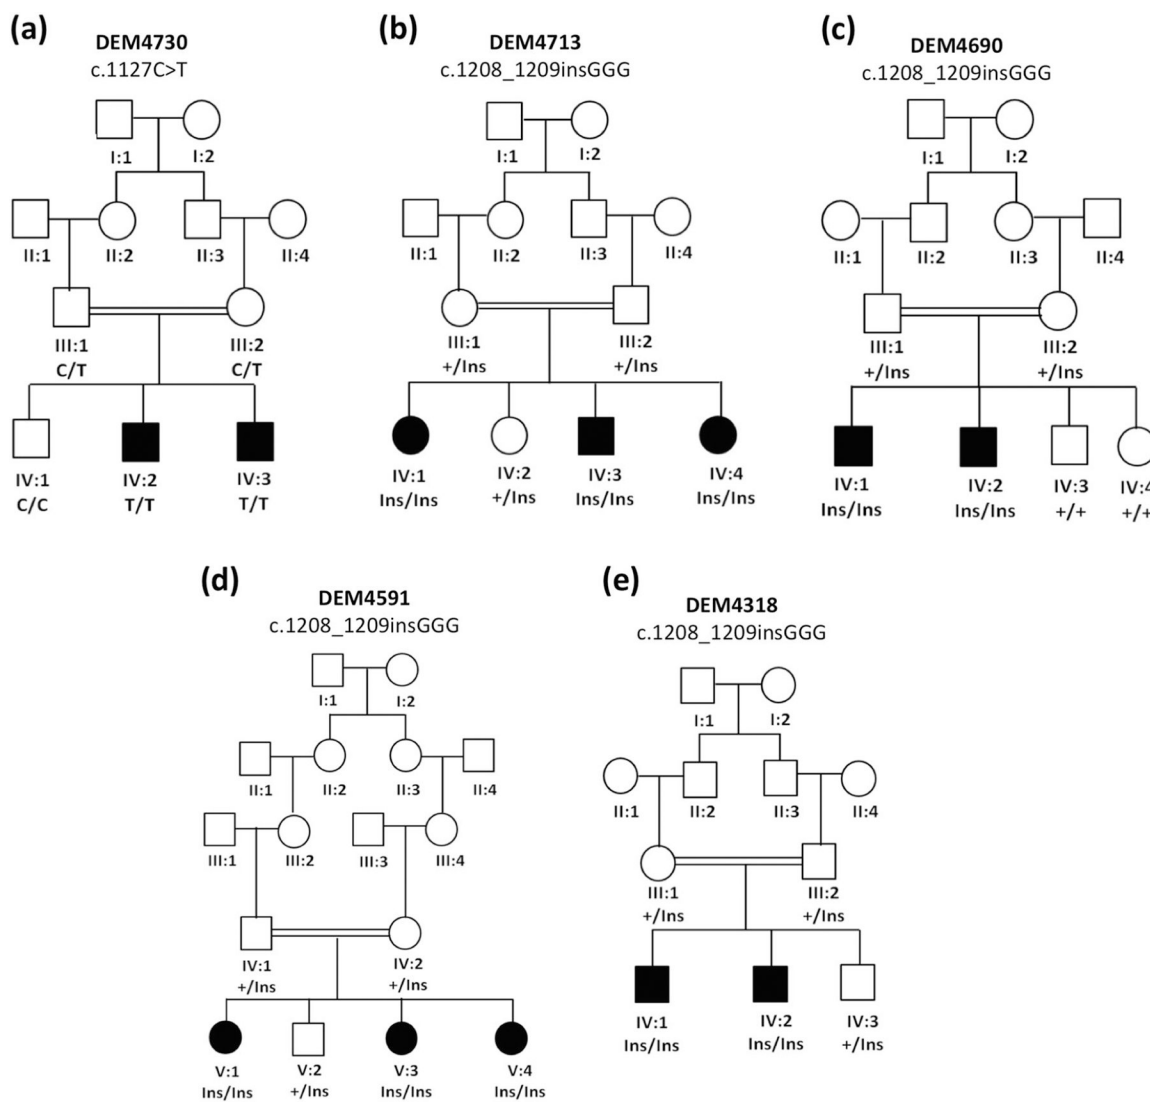 (a)
DEM4730
c.1127C>T
I:1 I:2
II:1 II:2 II:3 II:4
III:1 III:2
C/T C/T
IV:1 IV:2 IV:3
C/C T/T T/T
(b)
DEM4713
c.1208_1209insGGG
I:1 I:2
II:1 II:2 II:3 II:4
III:1 III:2
+/Ins +/Ins
IV:1 IV:2 IV:3 IV:4
Ins/Ins +/Ins Ins/Ins Ins/Ins
(c)
DEM4690
c.1208_1209insGGG
I:1 I:2
II:1 II:2 II:3 II:4
III:1 III:2
+/Ins +/Ins
IV:1 IV:2 IV:3 IV:4
Ins/Ins Ins/Ins +/+ +/+
(d)
DEM4591
c.1208_1209insGGG
I:1 I:2
II:1 II:2 II:3 II:4
III:1 III:2 III:3 III:4
IV:1 IV:2
+/Ins +/Ins
V:1 V:2 V:3 V:4
Ins/Ins +/Ins Ins/Ins Ins/Ins
(e)
DEM4318
c.1208_1209insGGG
I:1 I:2
II:1 II:2 II:3 II:4
III:1 III:2
+/Ins +/Ins
IV:1 IV:2 IV:3
Ins/Ins Ins/Ins +/Ins